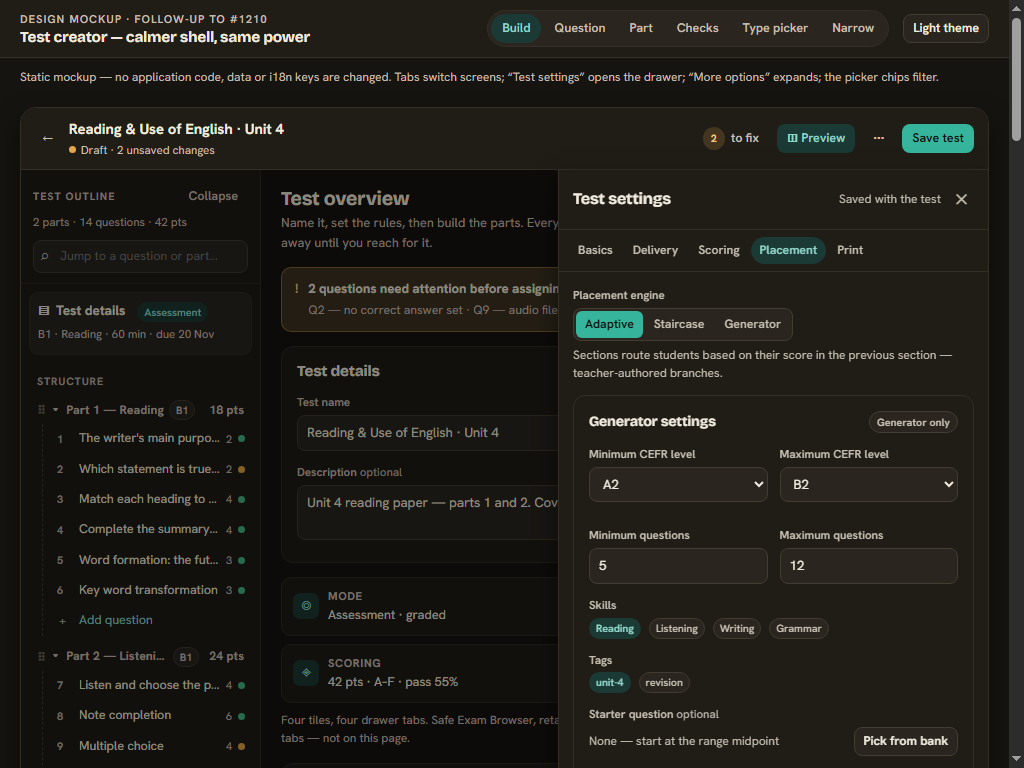 DESIGN MOCKUP · FOLLOW-UP TO #1210
Test creator — calmer shell, same power
Build
Question
Part
Checks
Type picker
Narrow
Light theme
Static mockup — no application code, data or i18n keys are changed. Tabs switch screens; “Test settings” opens the drawer; “More options” expands; the picker chips filter.
Reading & Use of English · Unit 4
Draft · 2 unsaved changes
2 to fix
Preview
Save test
TEST OUTLINE
Collapse
2 parts · 14 questions · 42 pts
Jump to a question or part...
Test details
Assessment
B1 · Reading · 60 min · due 20 Nov
STRUCTURE
Part 1 — Reading B1 18 pts
1 The writer's main purpo... 2
2 Which statement is true... 2
3 Match each heading to ... 4
4 Complete the summary... 4
5 Word formation: the fut... 3
6 Key word transformation 3
+ Add question
Part 2 — Listeni... B1 24 pts
7 Listen and choose the p... 4
8 Note completion 6
9 Multiple choice 4
Test overview
Name it, set the rules, then build the parts. Every
away until you reach for it.
! 2 questions need attention before assignin
Q2 — no correct answer set · Q9 — audio file
Test details
Test name
Reading & Use of English · Unit 4
Description optional
Unit 4 reading paper — parts 1 and 2. Cov
MODE
Assessment · graded
SCORING
42 pts · A–F · pass 55%
Four tiles, four drawer tabs. Safe Exam Browser, reta
tabs — not on this page.
Test settings
Saved with the test
Basics
Delivery
Scoring
Placement
Print
Placement engine
Adaptive
Staircase
Generator
Sections route students based on their score in the previous section —
teacher-authored branches.
Generator settings
Generator only
Minimum CEFR level
Maximum CEFR level
A2
B2
Minimum questions
Maximum questions
5
12
Skills
Reading
Listening
Writing
Grammar
Tags
unit-4
revision
Starter question optional
None — start at the range midpoint
Pick from bank